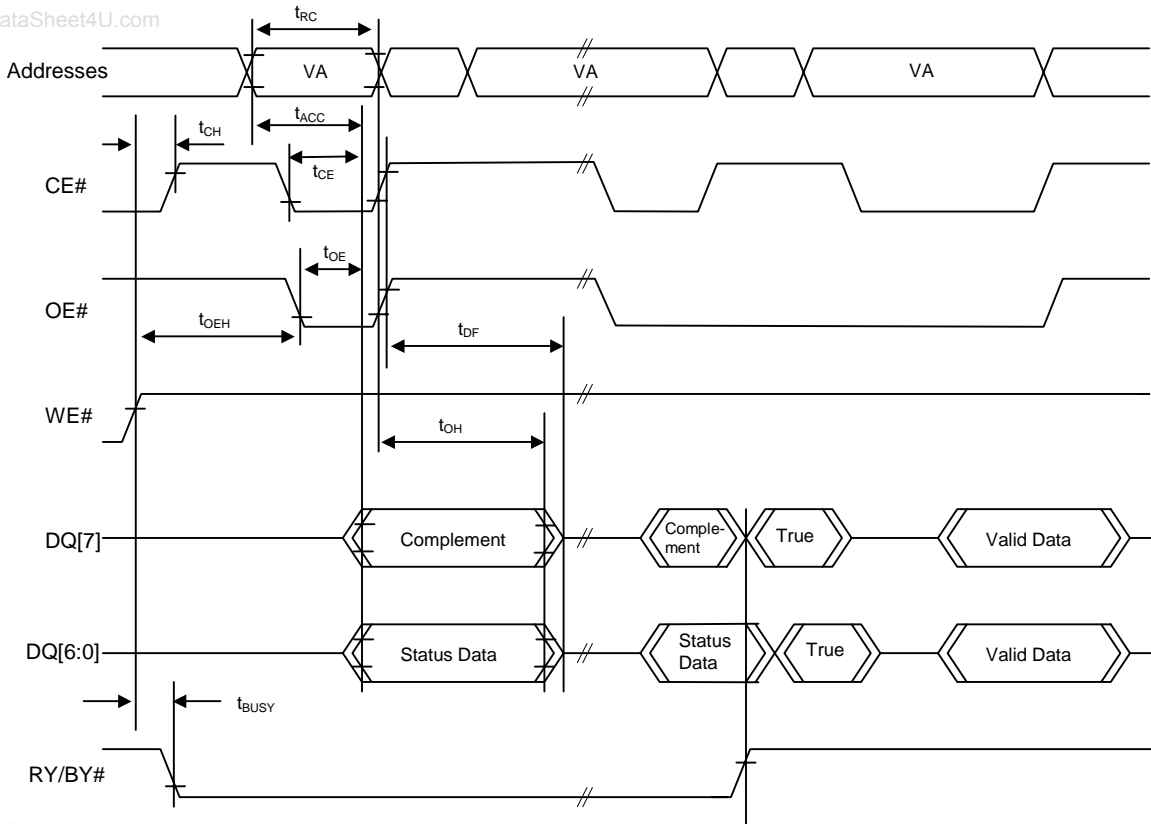 ataSheet4U.com
tRC
Addresses
VA
VA
VA
tACC
tCH
tCE
CE#
tOE
OE#
tOEH
tDF
WE#
tOH
DQ[7]
Complement
Comple-
ment
True
Valid Data
DQ[6:0]
Status Data
Status
Data
True
Valid Data
tBUSY
RY/BY#